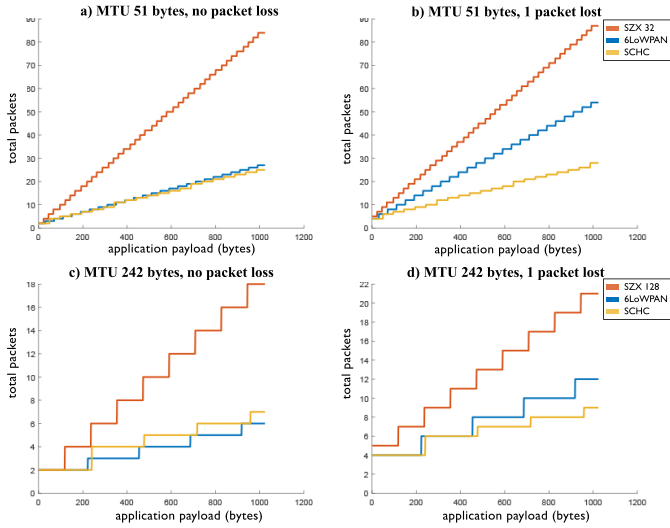 a) MTU 51 bytes, no packet loss
b) MTU 51 bytes, 1 packet lost
90
80
70
60
50
40
30
20
10
0
total packets
0 200 400 600 800 1000 1200
application payload (bytes)
90
80
70
60
50
40
30
20
10
0
total packets
0 200 400 600 800 1000 1200
application payload (bytes)
SZX 32
6LoWPAN
SCHC
c) MTU 242 bytes, no packet loss
d) MTU 242 bytes, 1 packet lost
18
16
14
12
10
8
6
4
2
0
total packets
0 200 400 600 800 1000 1200
application payload (bytes)
22
20
18
16
14
12
10
8
6
4
2
0
total packets
0 200 400 600 800 1000 1200
application payload (bytes)
SZX 128
6LoWPAN
SCHC